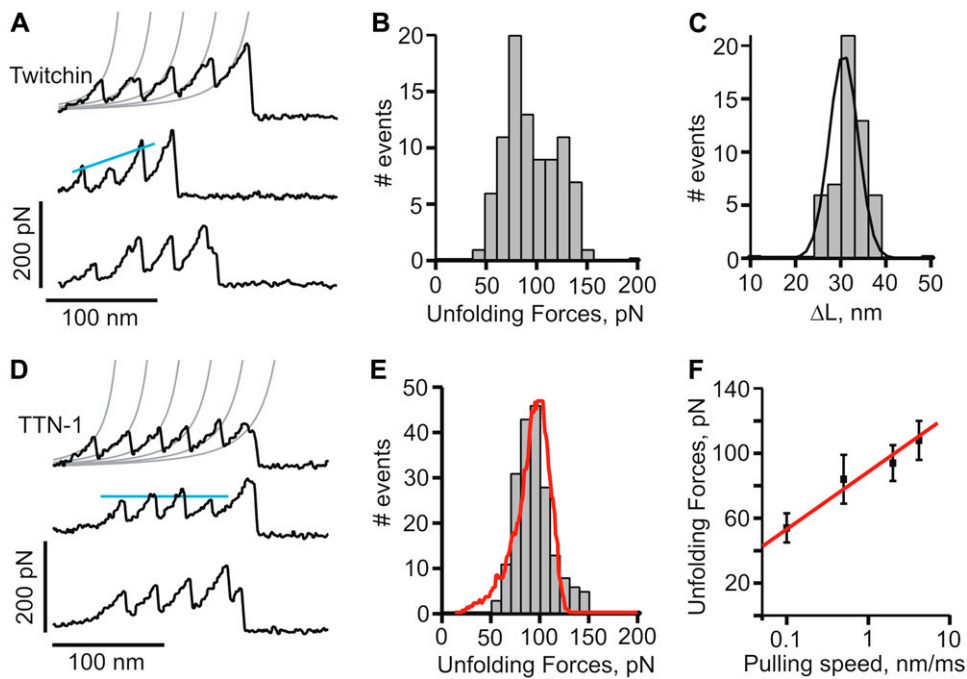 A
Twitchin
200 pN
100 nm
B
# events
20
15
10
5
0
0 50 100 150 200
Unfolding Forces, pN
C
# events
20
15
10
5
0
10 20 30 40 50
ΔL, nm
D
TTN-1
200 pN
100 nm
E
# events
50
40
30
20
10
0
0 50 100 150 200
Unfolding Forces, pN
F
Unfolding Forces, pN
140
100
60
20
0.1 1 10
Pulling speed, nm/ms